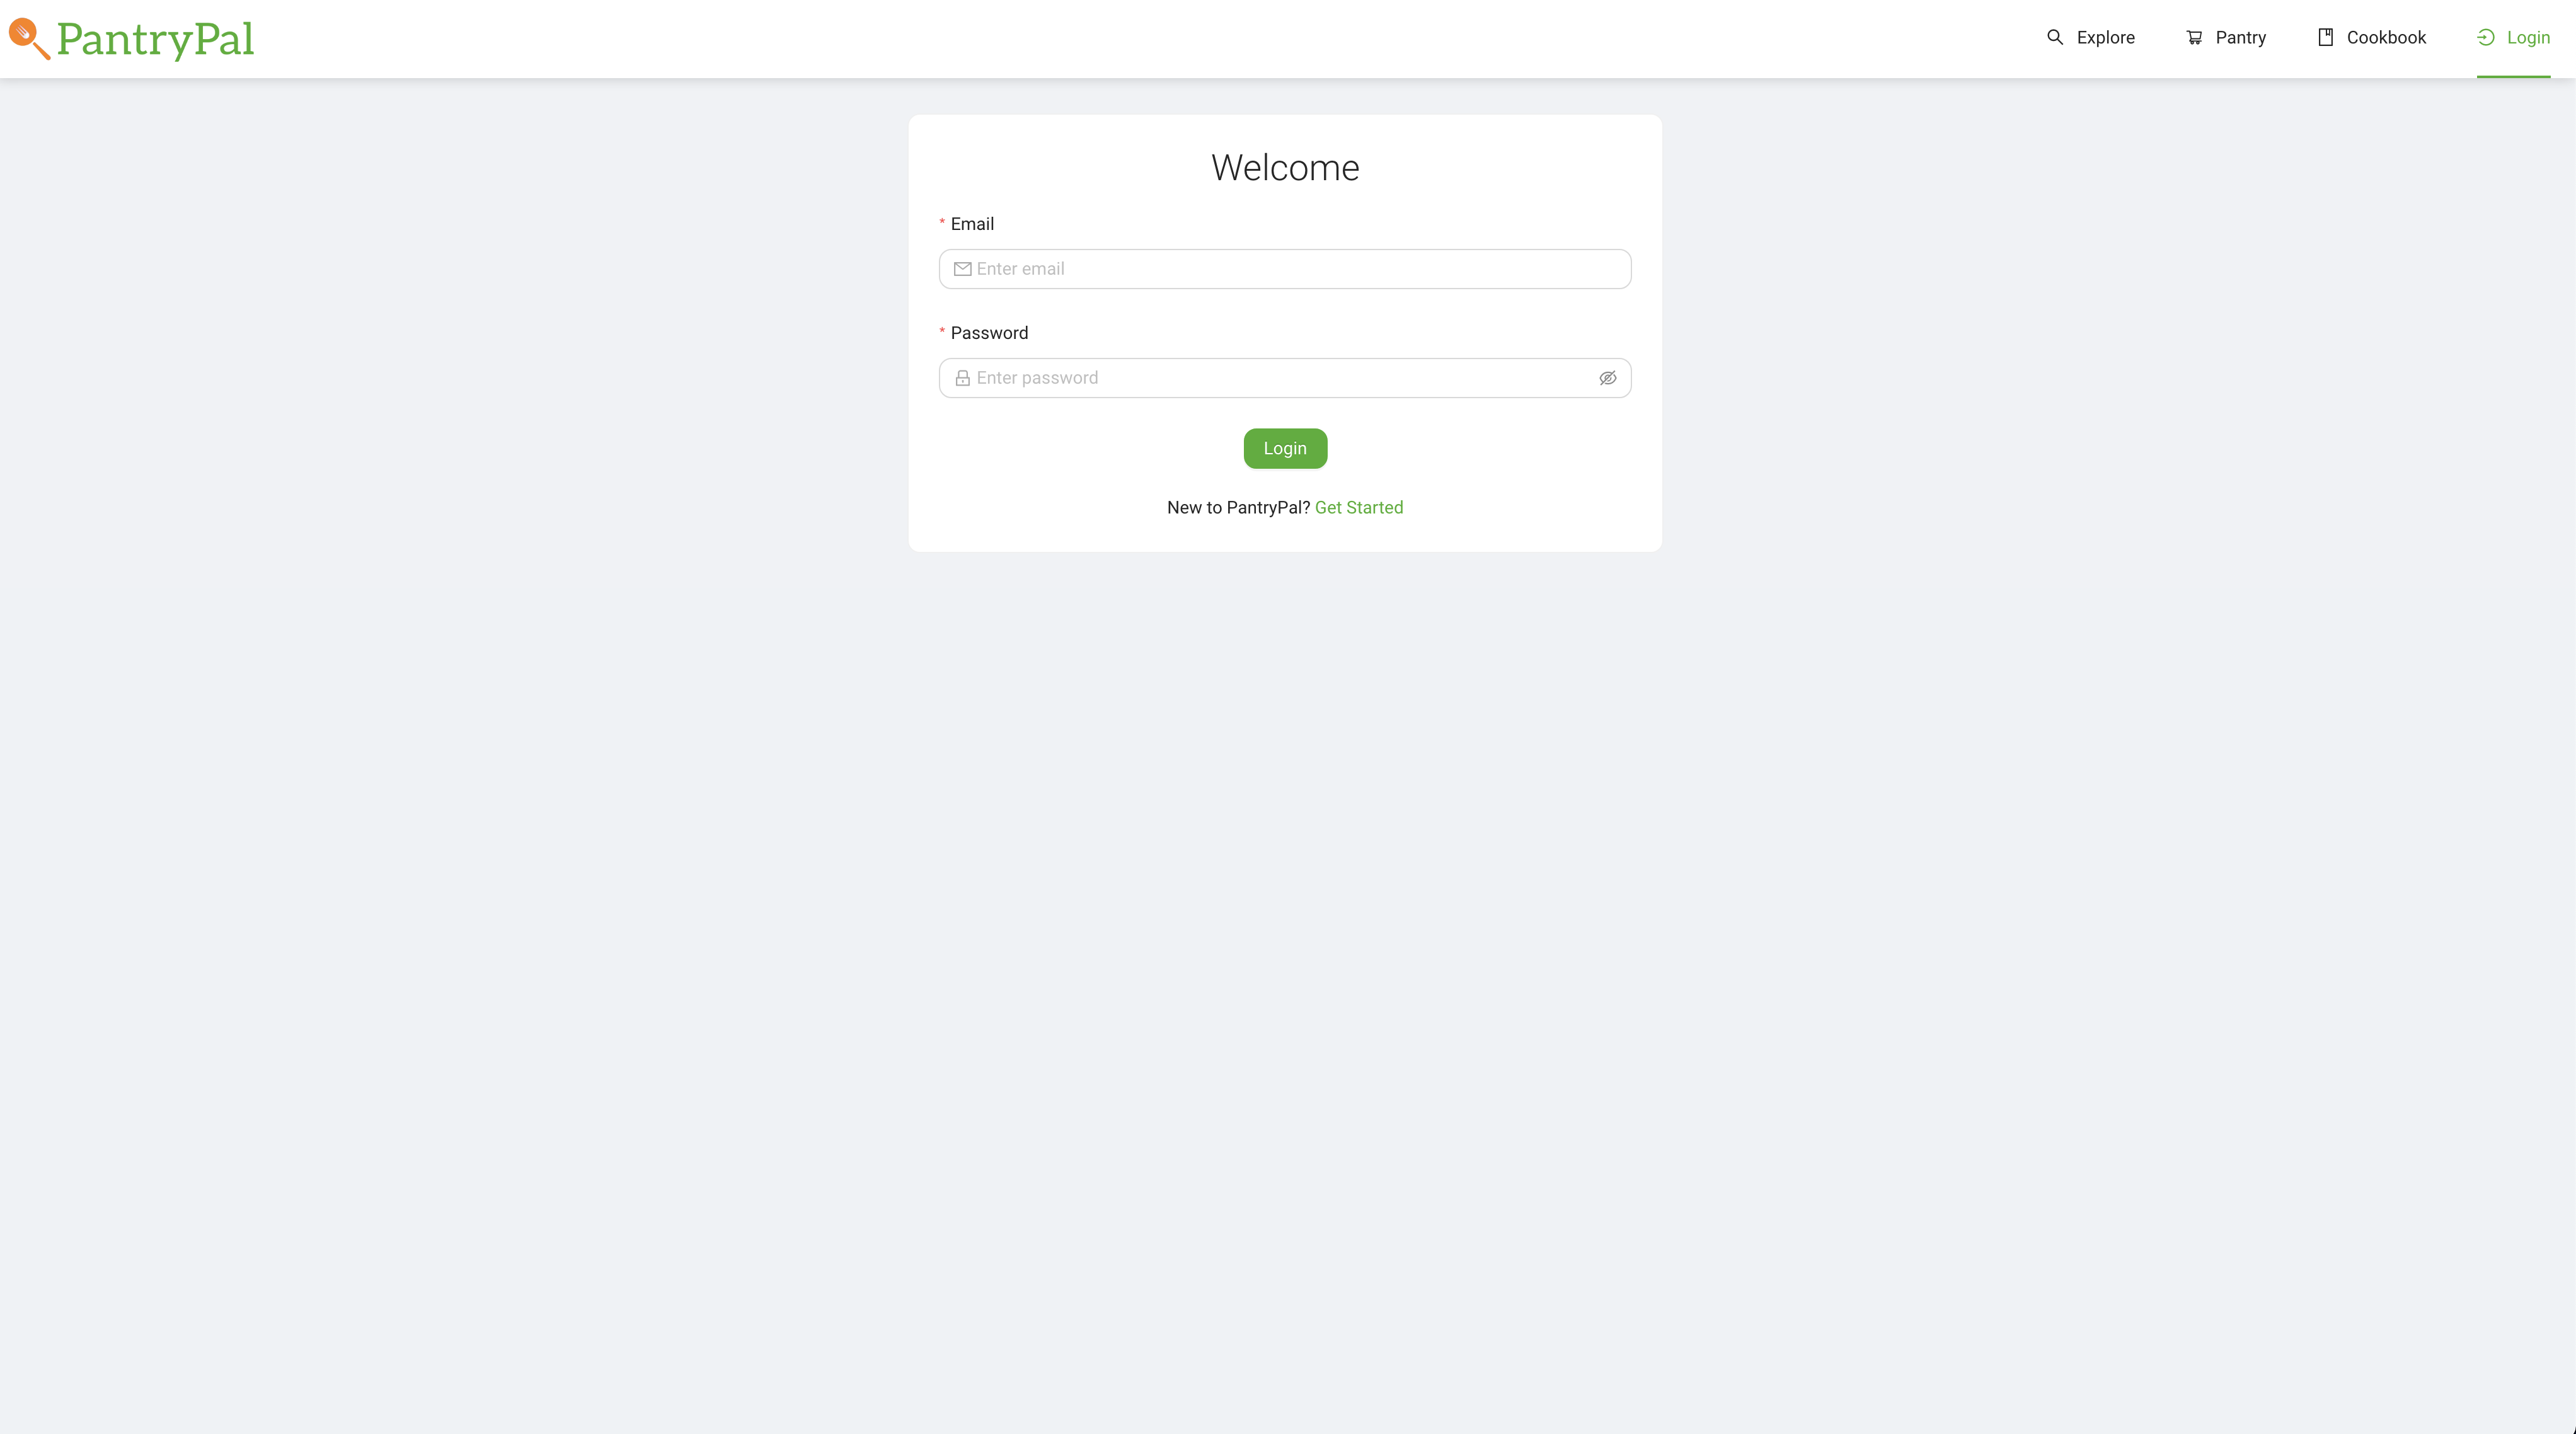 PantryPal
Explore
Pantry
Cookbook
Login
Welcome
* Email
Enter email
* Password
Enter password
Login
New to PantryPal? Get Started